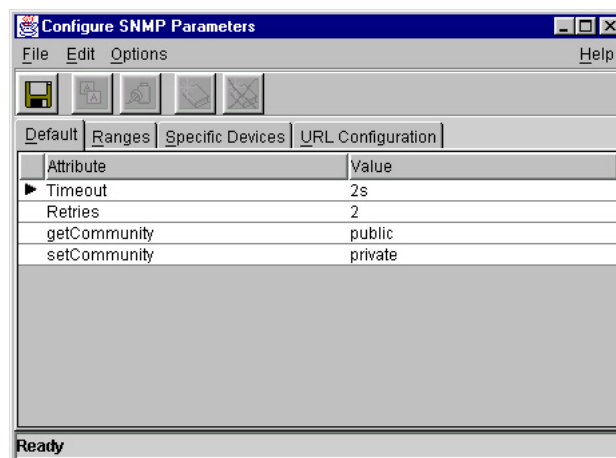 Configure SNMP Parameters
File Edit Options Help
Default Ranges Specific Devices URL Configuration
Attribute Value
Timeout 2s
Retries 2
getCommunity public
setCommunity private
Ready